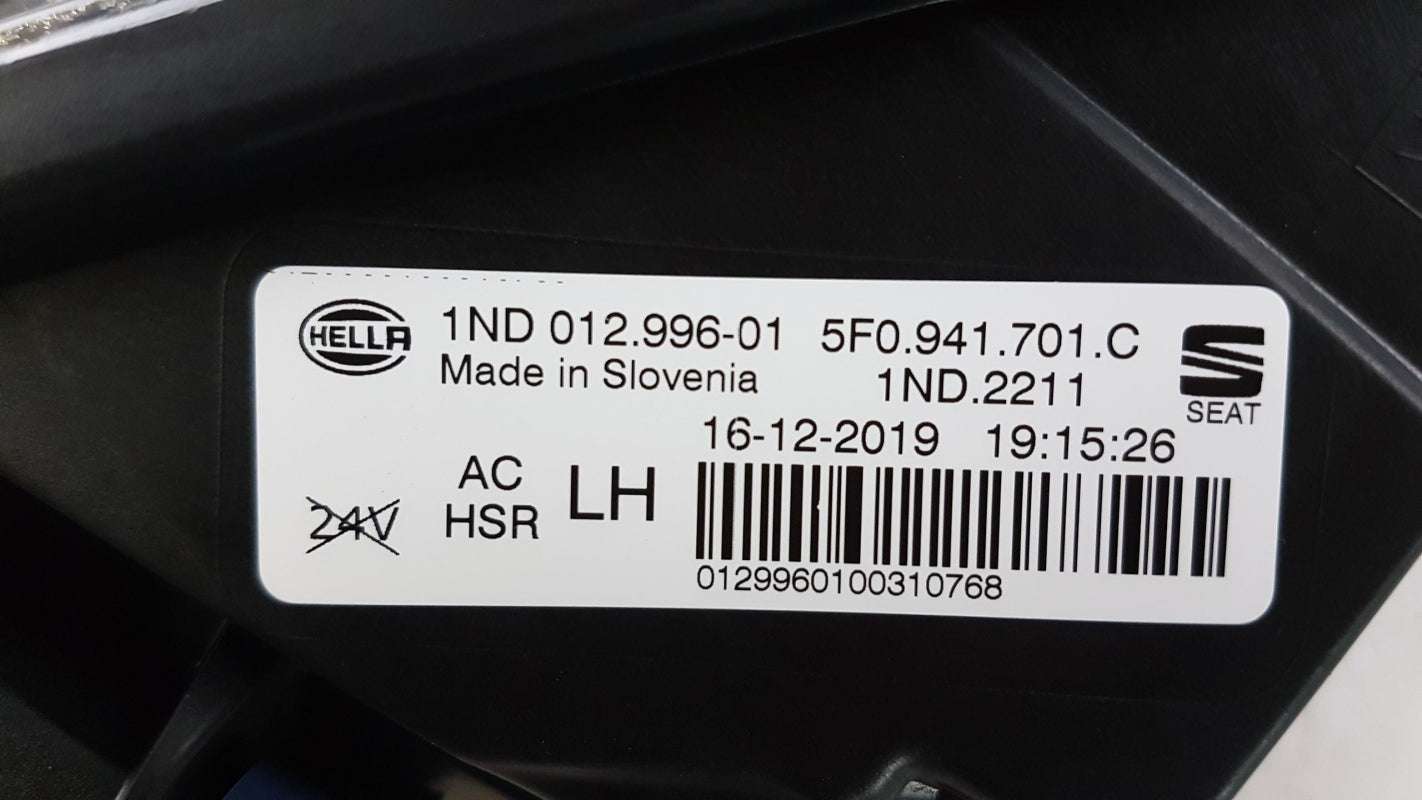 HELLA 1ND 012.996-01 5F0.941.701.C
Made in Slovenia 1ND.2211
SEAT
16-12-2019 19:15:26
AC
LH
24V HSR
0129960100310768